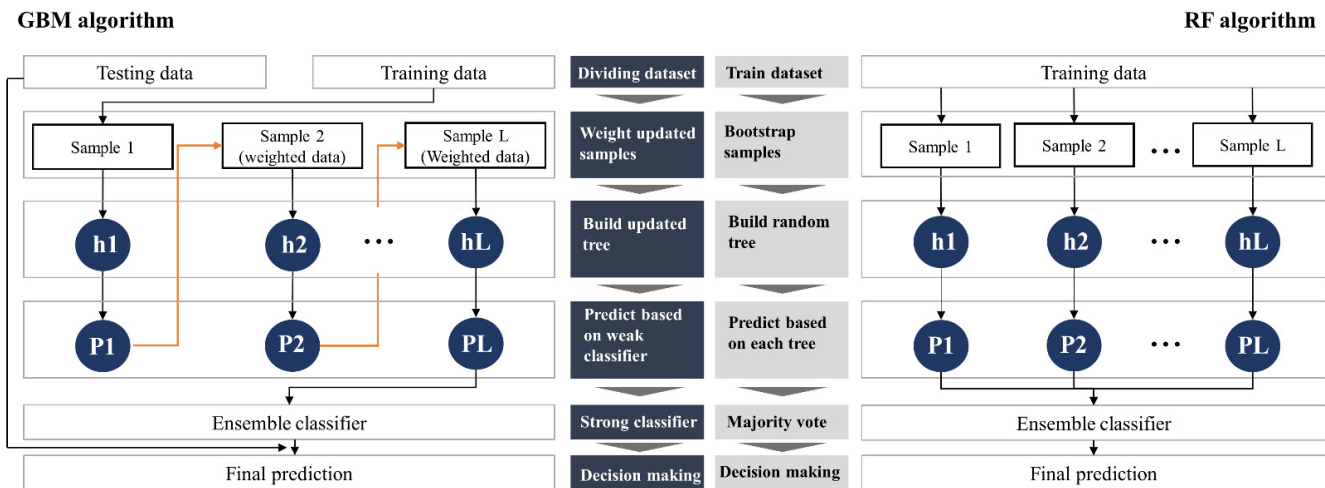 GBM algorithm
RF algorithm
Testing data
Training data
Dividing dataset
Train dataset
Training data
Sample 1
Sample 2
(weighted data)
Sample L
(Weighted data)
Weight updated
samples
Bootstrap
samples
Sample 1
Sample 2
...
Sample L
h1
h2
...
hL
Build updated
tree
Build random
tree
h1
h2
...
hL
P1
P2
PL
Predict based
on weak
classifier
Predict based
on each tree
P1
P2
...
PL
Ensemble classifier
Strong classifier
Majority vote
Ensemble classifier
Final prediction
Decision making
Decision making
Final prediction